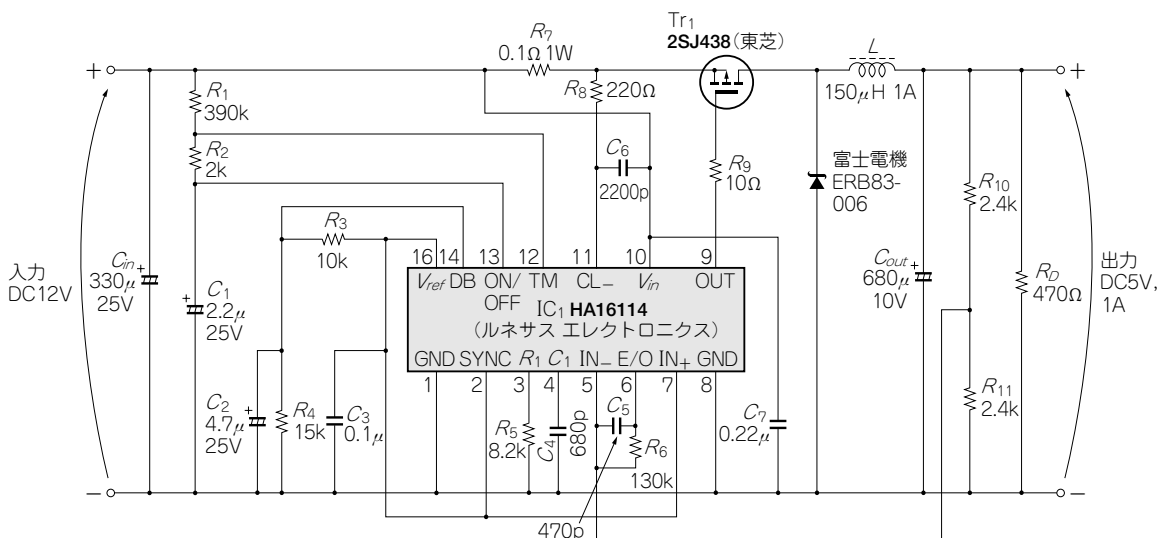 Tr1
2SJ438（東芝）
R7
0.1Ω 1W
L
150μH 1A
+
+
R1
390k
R8 220Ω
R2
2k
C6
2200p
R9
10Ω
富士電機
ERB83-
006
R10
2.4k
R3
10k
入力
DC12V
Cin
+
330μ
25V
C1
+
2.2μ
25V
16 15 14 13 12 11 10 9
Vref DB ON/ TM CL− Vin OUT
OFF
IC1 HA16114
（ルネサス エレクトロニクス）
GND SYNC R1 C1 IN− E/O IN+ GND
1 2 3 4 5 6 7 8
Cout
+
680μ
10V
RD
470Ω
出力
DC5V,
1A
C2
+
4.7μ
25V
R4
15k
C3
0.1μ
R5
8.2k
C4
680p
C5
R6
130k
470p
C7
0.22μ
R11
2.4k
−
−